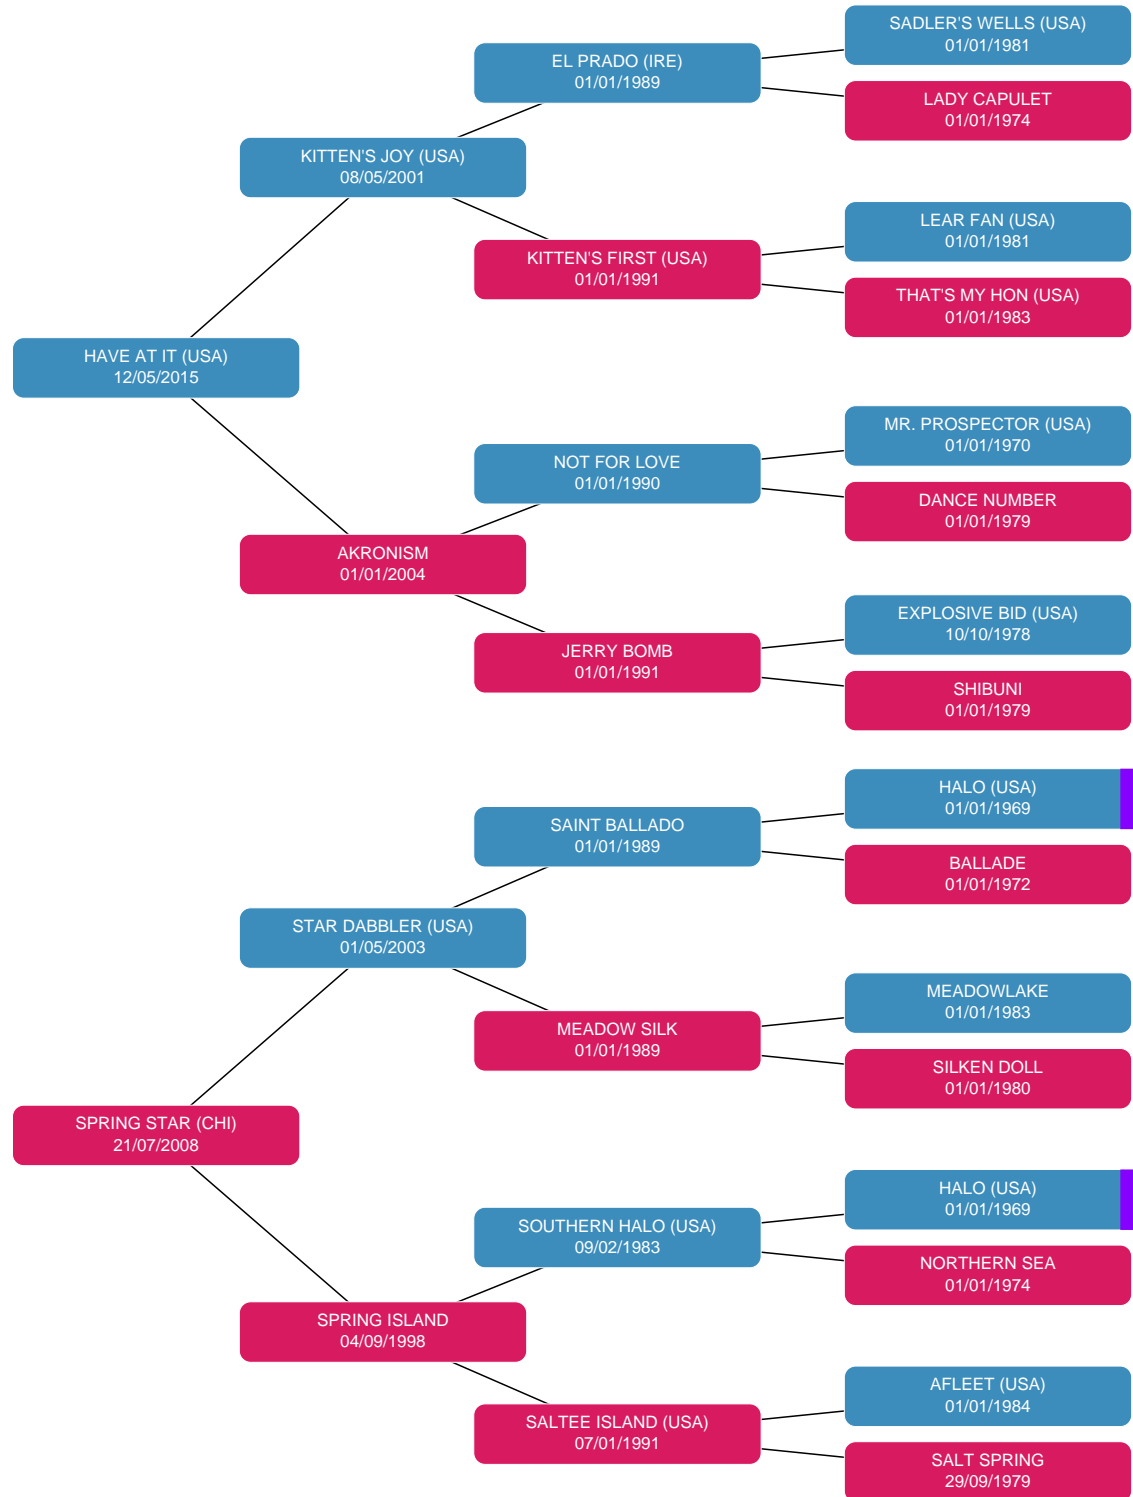 SADLER'S WELLS (USA)
01/01/1981
EL PRADO (IRE)
01/01/1989
LADY CAPULET
01/01/1974
KITTEN'S JOY (USA)
08/05/2001
LEAR FAN (USA)
01/01/1981
KITTEN'S FIRST (USA)
01/01/1991
THAT'S MY HON (USA)
01/01/1983
HAVE AT IT (USA)
12/05/2015
MR. PROSPECTOR (USA)
01/01/1970
NOT FOR LOVE
01/01/1990
DANCE NUMBER
01/01/1979
AKRONISM
01/01/2004
EXPLOSIVE BID (USA)
10/10/1978
JERRY BOMB
01/01/1991
SHIBUNI
01/01/1979
HALO (USA)
01/01/1969
SAINT BALLADO
01/01/1989
BALLADE
01/01/1972
STAR DABBLER (USA)
01/05/2003
MEADOWLAKE
01/01/1983
MEADOW SILK
01/01/1989
SILKEN DOLL
01/01/1980
SPRING STAR (CHI)
21/07/2008
HALO (USA)
01/01/1969
SOUTHERN HALO (USA)
09/02/1983
NORTHERN SEA
01/01/1974
SPRING ISLAND
04/09/1998
AFLEET (USA)
01/01/1984
SALTEE ISLAND (USA)
07/01/1991
SALT SPRING
29/09/1979